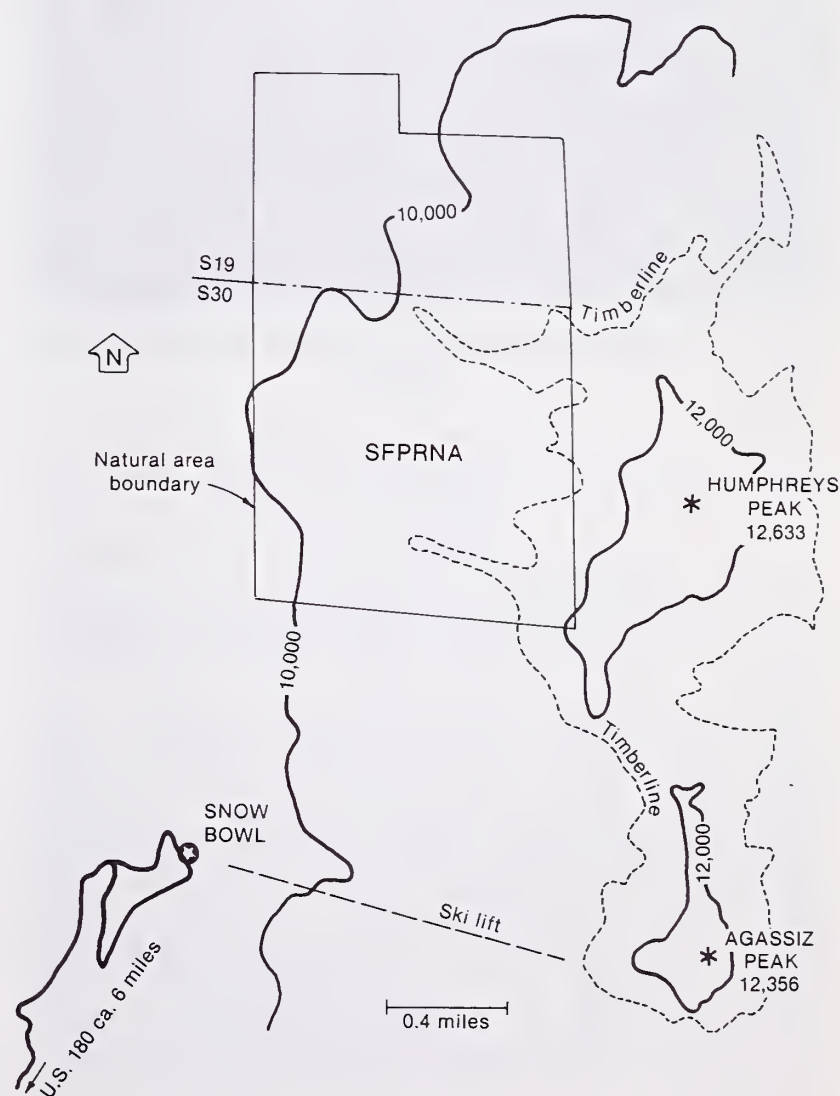 10,000
S19
S30
Timberline
N
12,000
SFPRNA
Natural area
boundary
HUMPHREYS
PEAK
12,633
10,000
Timberline
SNOW
BOWL
12,000
Ski lift
AGASSIZ
PEAK
12,356
0.4 miles
U.S. 180 ca. 6 miles